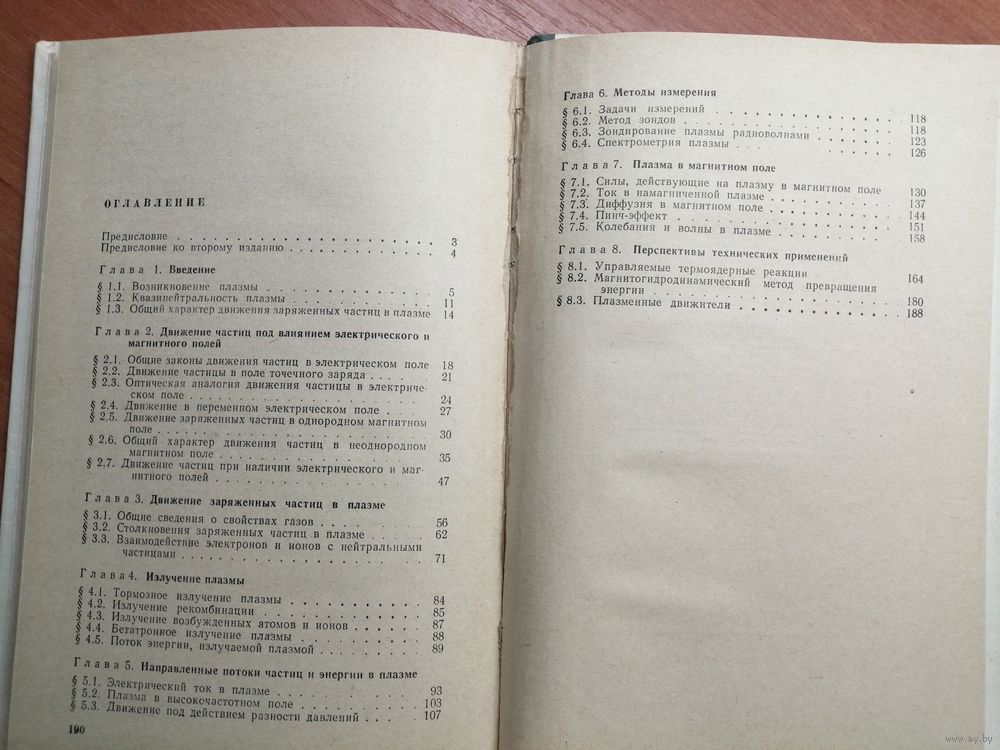 ОГЛАВЛЕНИЕ
Предисловие . . . . . . . . . . . . . . . . . . . . 3
Предисловие ко второму изданию . . . . . . . . . . 4
Глава 1. Введение
§ 1.1. Возникновение плазмы . . . . . . . . . . . . . 5
§ 1.2. Квазинейтральность плазмы . . . . . . . . . . 11
§ 1.3. Общий характер движения заряженных частиц в плазме 14
Глава 2. Движение частиц под влиянием электрического и
магнитного полей
§ 2.1. Общие законы движения частиц в электрическом поле 18
§ 2.2. Движение частицы в поле точечного заряда . . . . 21
§ 2.3. Оптическая аналогия движения частицы в электриче-
ском поле . . . . . . . . . . . . . . . . . 24
§ 2.4. Движение в переменном электрическом поле . . . 27
§ 2.5. Движение заряженных частиц в однородном магнитном
поле . . . . . . . . . . . . . . . . . . . 30
§ 2.6. Общий характер движения частиц в неоднородном
магнитном поле . . . . . . . . . . . . . . 35
§ 2.7. Движение частиц при наличии электрического и маг-
нитного полей . . . . . . . . . . . . . . 47
Глава 3. Движение заряженных частиц в плазме
§ 3.1. Общие сведения о свойствах газов . . . . . . . . 56
§ 3.2. Столкновения заряженных частиц в плазме . . . . . 62
§ 3.3. Взаимодействие электронов и ионов с нейтральными
частицами . . . . . . . . . . . . . . . . . 71
Глава 4. Излучение плазмы
§ 4.1. Тормозное излучение плазмы . . . . . . . . . . 84
§ 4.2. Излучение рекомбинации . . . . . . . . . . . . 85
§ 4.3. Излучение возбужденных атомов и ионов . . . . . . 87
§ 4.4. Бетатронное излучение плазмы . . . . . . . . . 88
§ 4.5. Поток энергии, излучаемой плазмой . . . . . . . . 89
Глава 5. Направленные потоки частиц и энергии в плазме
§ 5.1. Электрический ток в плазме . . . . . . . . . . . 93
§ 5.2. Плазма в высокочастотном поле . . . . . . . . . 103
§ 5.3. Движение под действием разности давлений . . . . 107
190
Глава 6. Методы измерения
§ 6.1. Задачи измерений . . . . . . . . . . . . . . 118
§ 6.2. Метод зондов . . . . . . . . . . . . . . . . 118
§ 6.3. Зондирование плазмы радиоволнами . . . . . . . 123
§ 6.4. Спектрометрия плазмы . . . . . . . . . . . . 126
Глава 7. Плазма в магнитном поле
§ 7.1. Силы, действующие на плазму в магнитном поле 130
§ 7.2. Ток в намагниченной плазме . . . . . . . . . . 137
§ 7.3. Диффузия в магнитном поле . . . . . . . . . . 144
§ 7.4. Пинч-эффект . . . . . . . . . . . . . . . . 151
§ 7.5. Колебания и волны в плазме . . . . . . . . . . 158
Глава 8. Перспективы технических применений
§ 8.1. Управляемые термоядерные реакции 164
§ 8.2. Магнитогидродинамический метод превращения
энергии . . . . . . . . . . . . . . . . . . 180
§ 8.3. Плазменные движители . . . . . . . . . . . . 188
www.ay.by